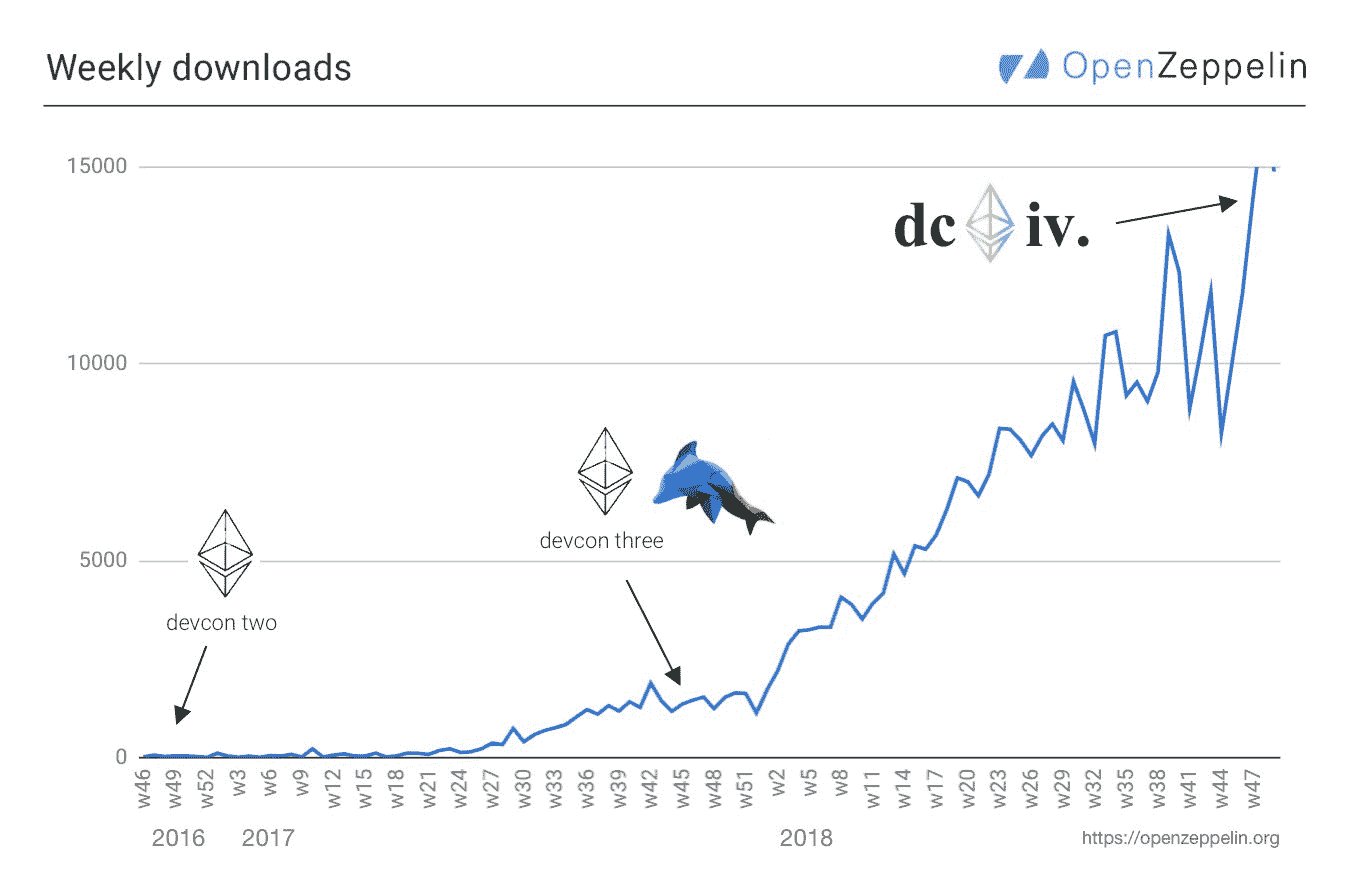 Weekly downloads
OpenZeppelin
15000
dc iv.
10000
devcon three
5000
devcon two
0
w46 w49 w52 w3 w6 w9 w12 w15 w18 w21 w24 w27 w30 w33 w36 w39 w42 w45 w48 w51 w2 w5 w8 w11 w14 w17 w20 w23 w26 w29 w32 w35 w38 w41 w44 w47
2016 2017 2018
https://openzeppelin.org